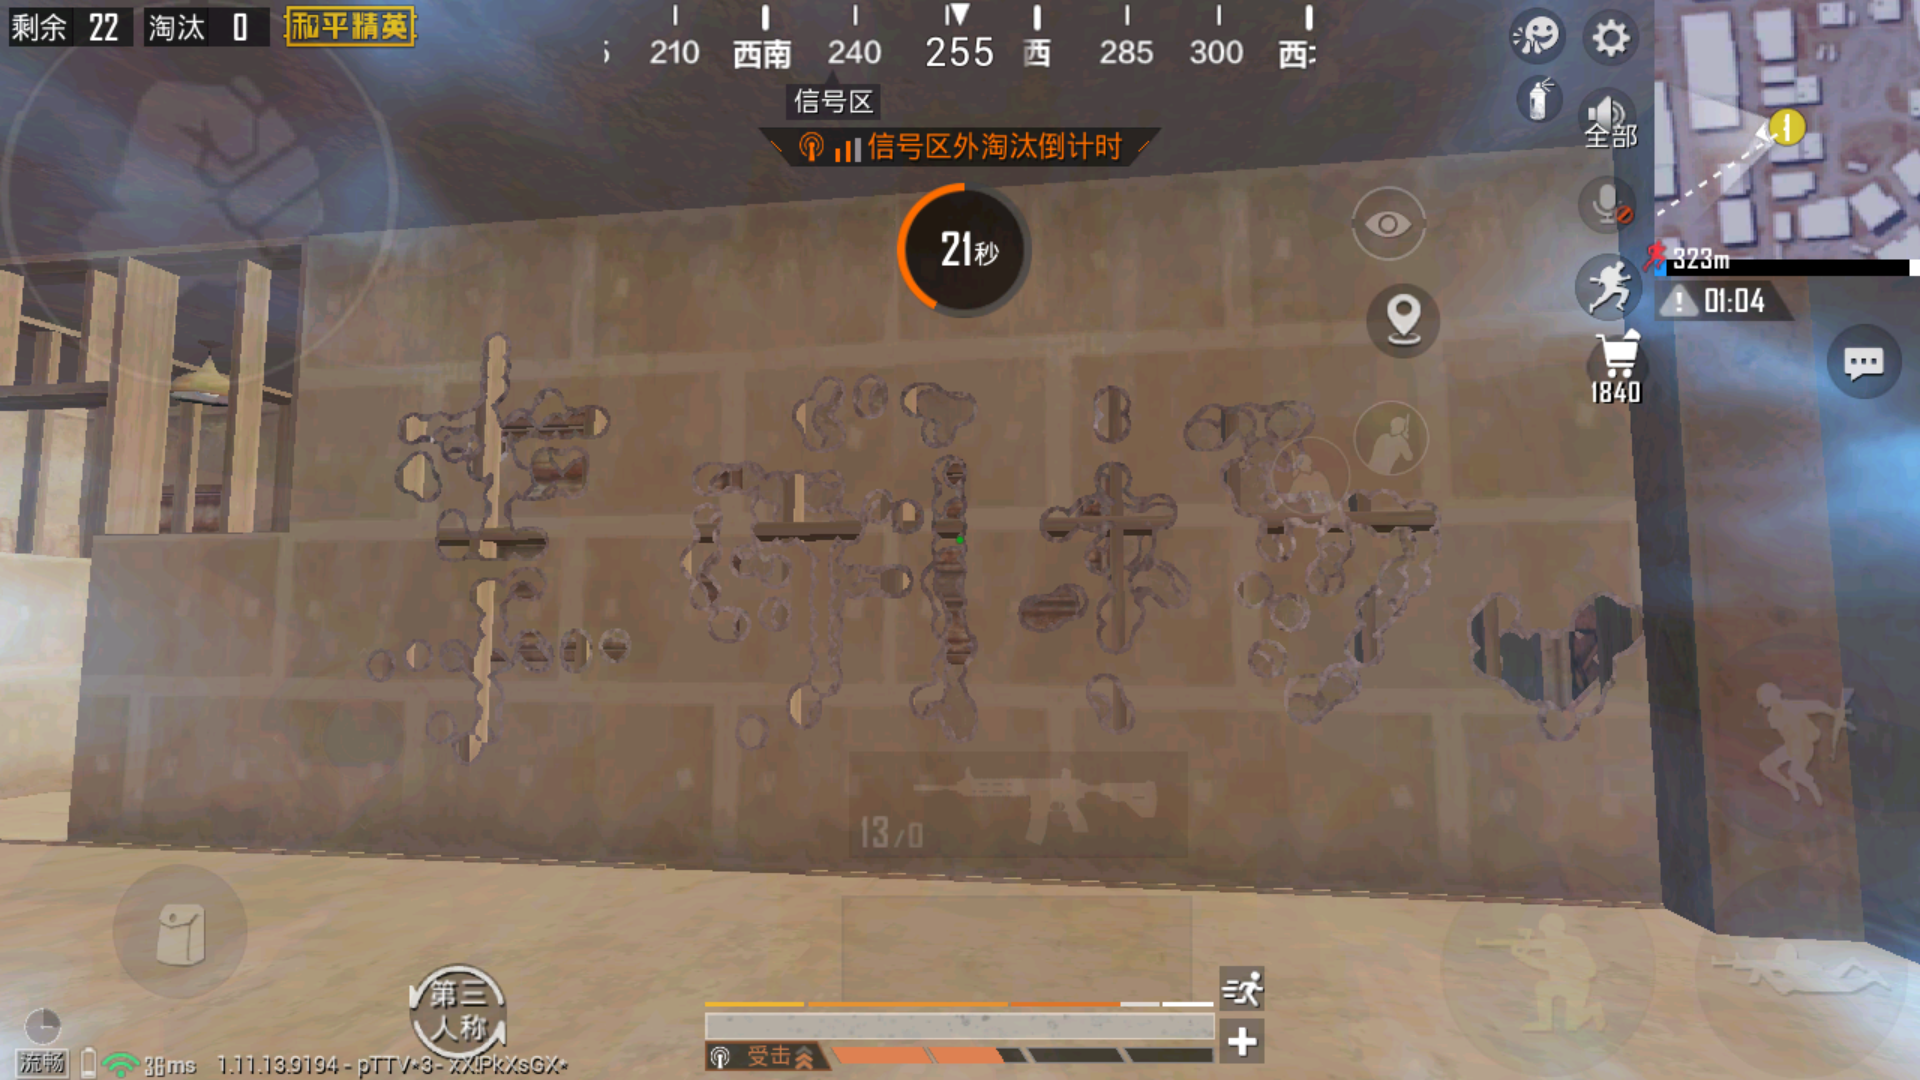 剩余 22 淘汰 0 和平精英
210 西南 240 255 西 285 300
信号区
信号区外淘汰倒计时
21秒
全部
323m
01:04
1840
13/0
第三
人称
受击
流畅 36ms 1.11.13.9194 - pTTV*3- xX!PkXsGX*